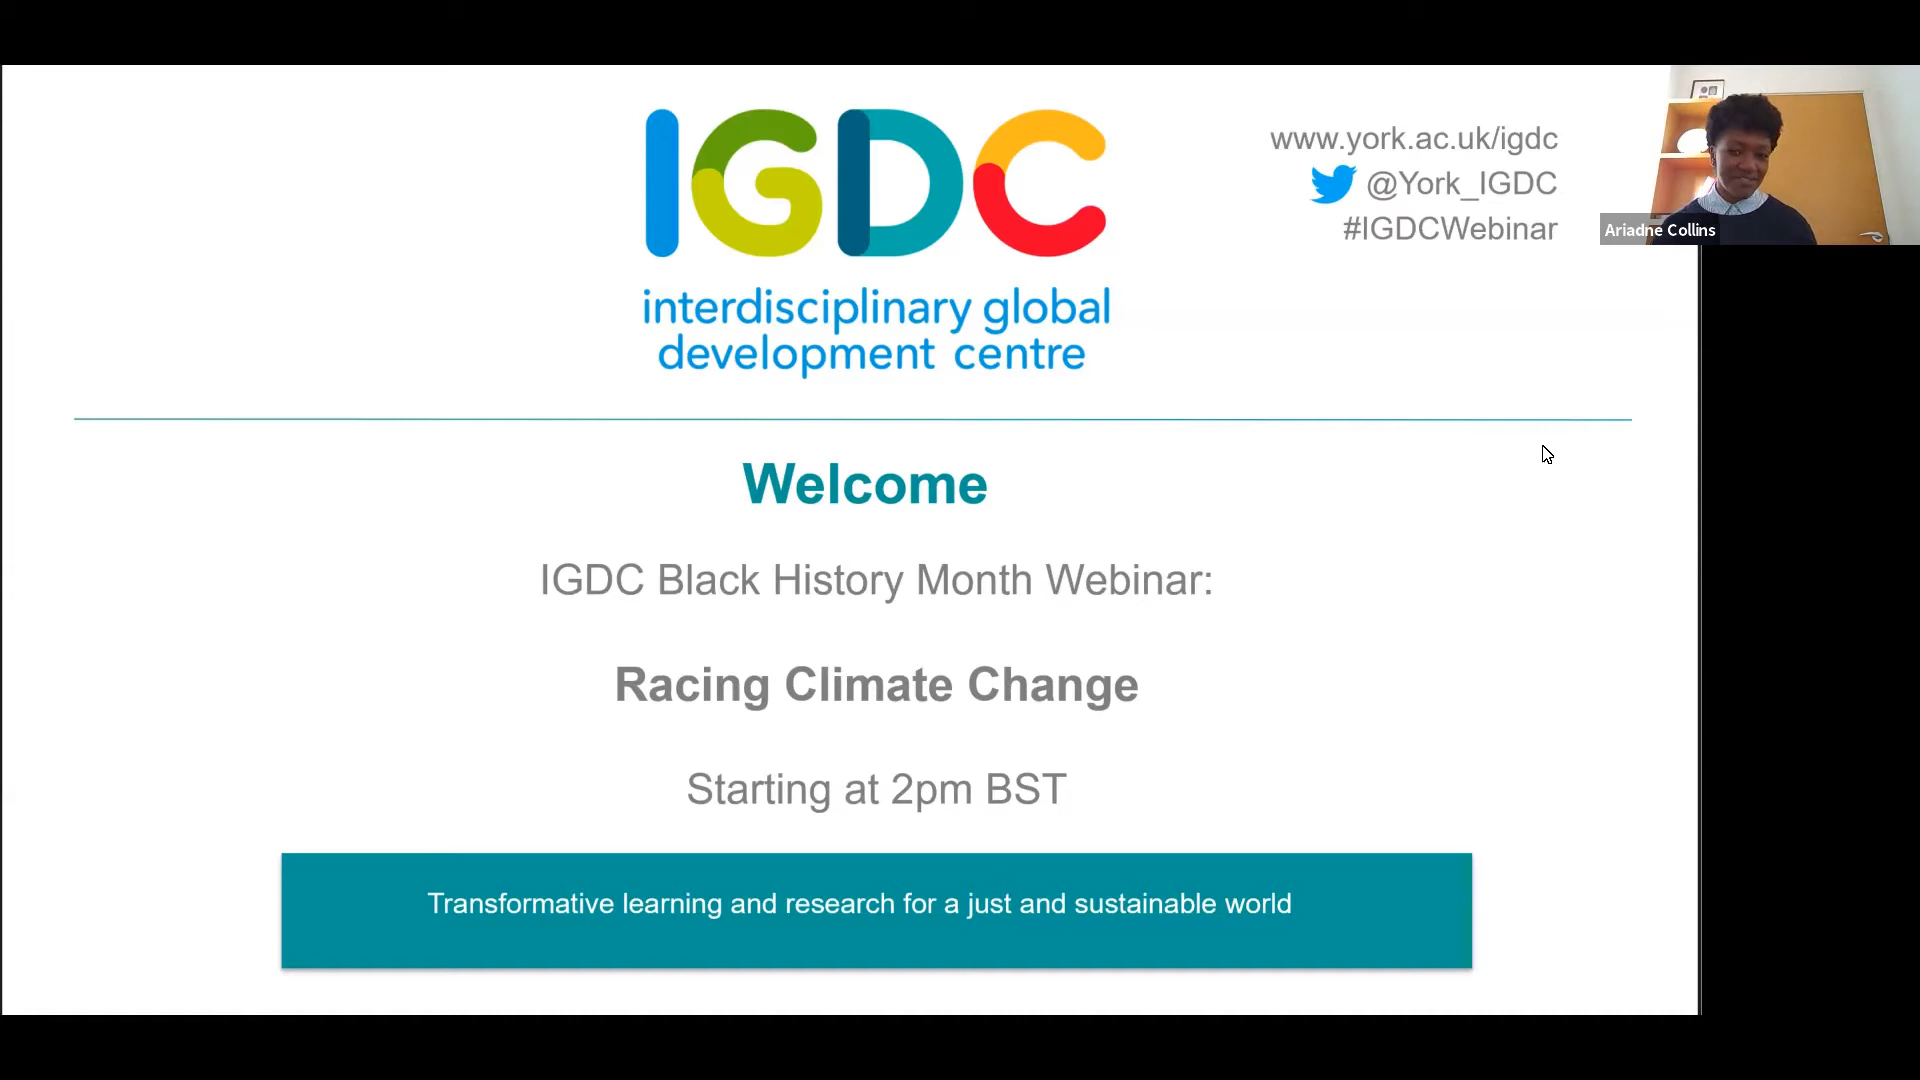 IGDC
interdisciplinary global
development centre
www.york.ac.uk/igdc
@York_IGDC
#IGDCWebinar
Ariadne Collins
Welcome
IGDC Black History Month Webinar:
Racing Climate Change
Starting at 2pm BST
Transformative learning and research for a just and sustainable world